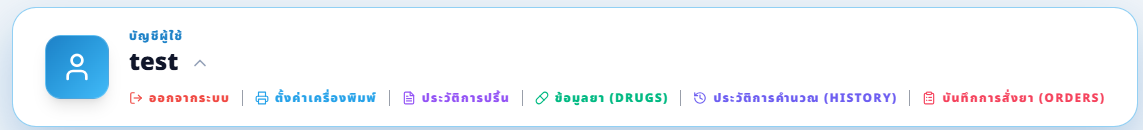 บัญชีผู้ใช้
test
ออกจากระบบ | ตั้งค่าเครื่องพิมพ์ | ประวัติการปริ้น | ข้อมูลยา (DRUGS) | ประวัติการคำนวณ (HISTORY) | บันทึกการสั่งยา (ORDERS)